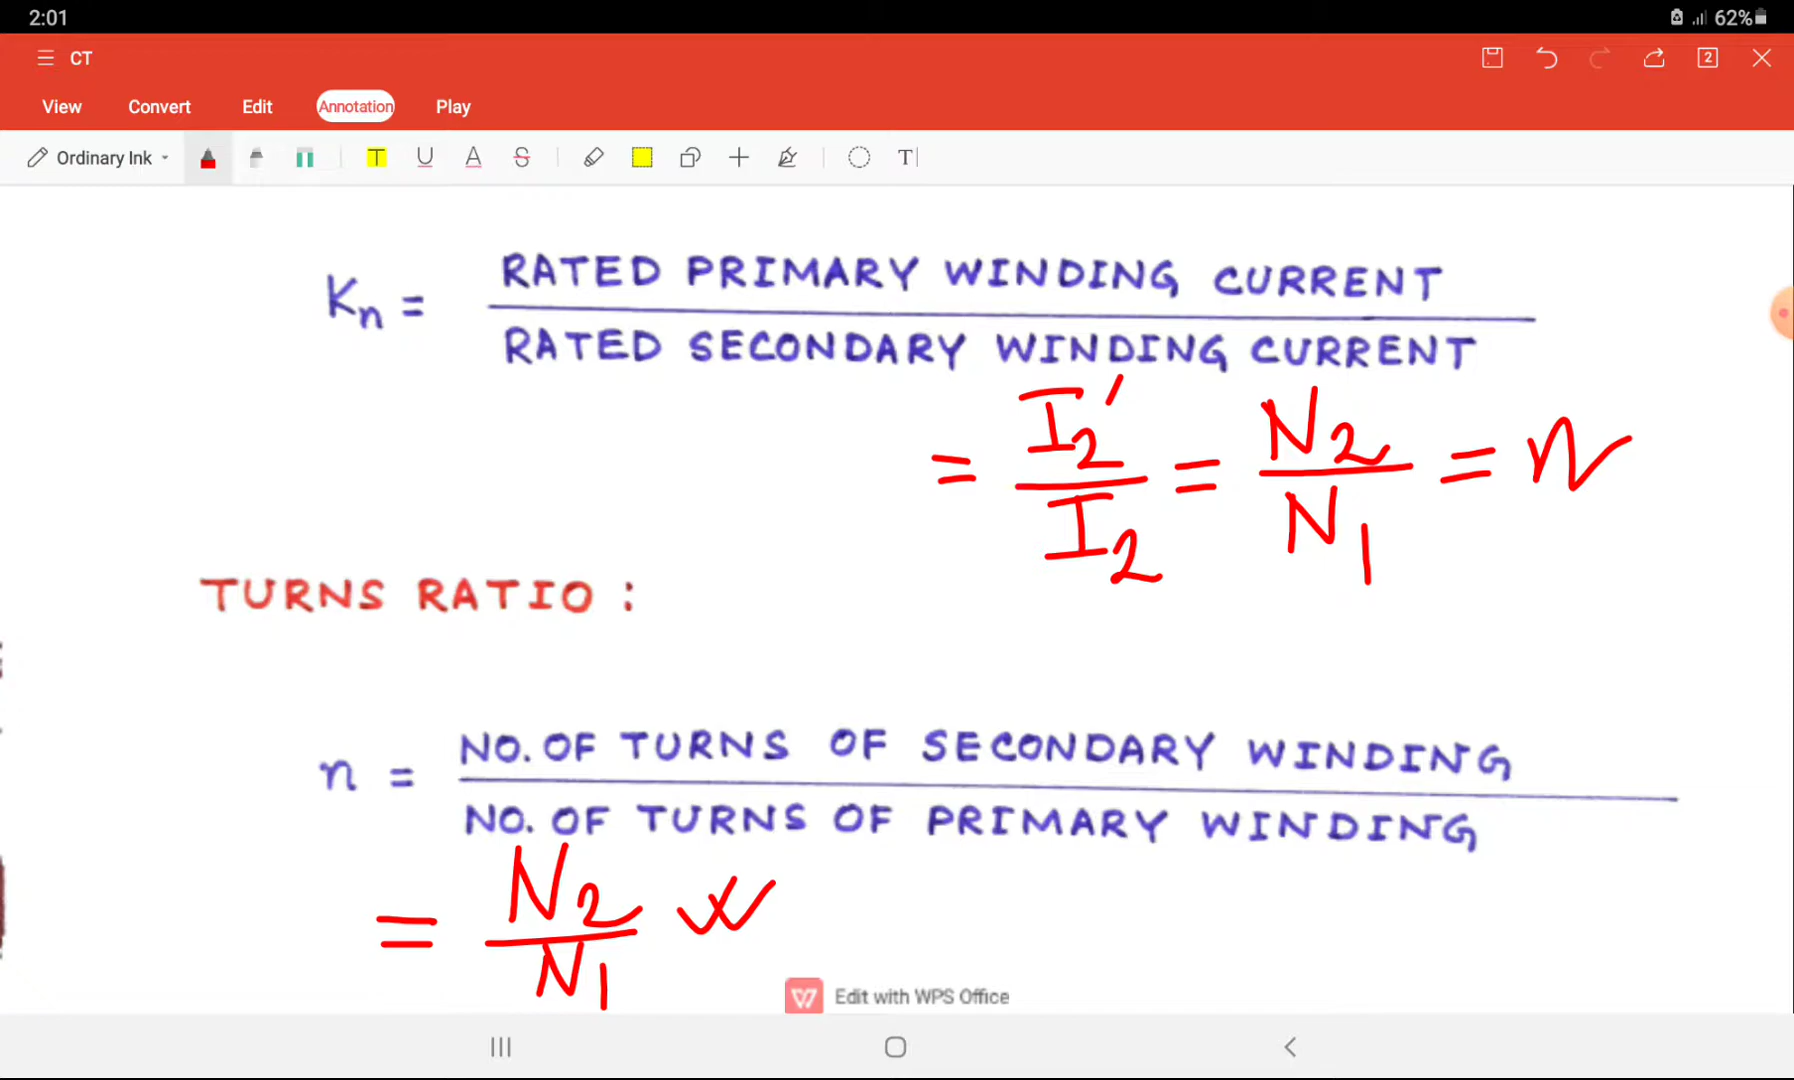 2:01 62%
CT 2
View Convert Edit Annotation Play
Ordinary Ink T U A S T
Kn = RATED PRIMARY WINDING CURRENT
RATED SECONDARY WINDING CURRENT
= I2' / I2 = N2 / N1 = n
TURNS RATIO :
n = NO. OF TURNS OF SECONDARY WINDING
NO. OF TURNS OF PRIMARY WINDING
= N2 / N1
Edit with WPS Office